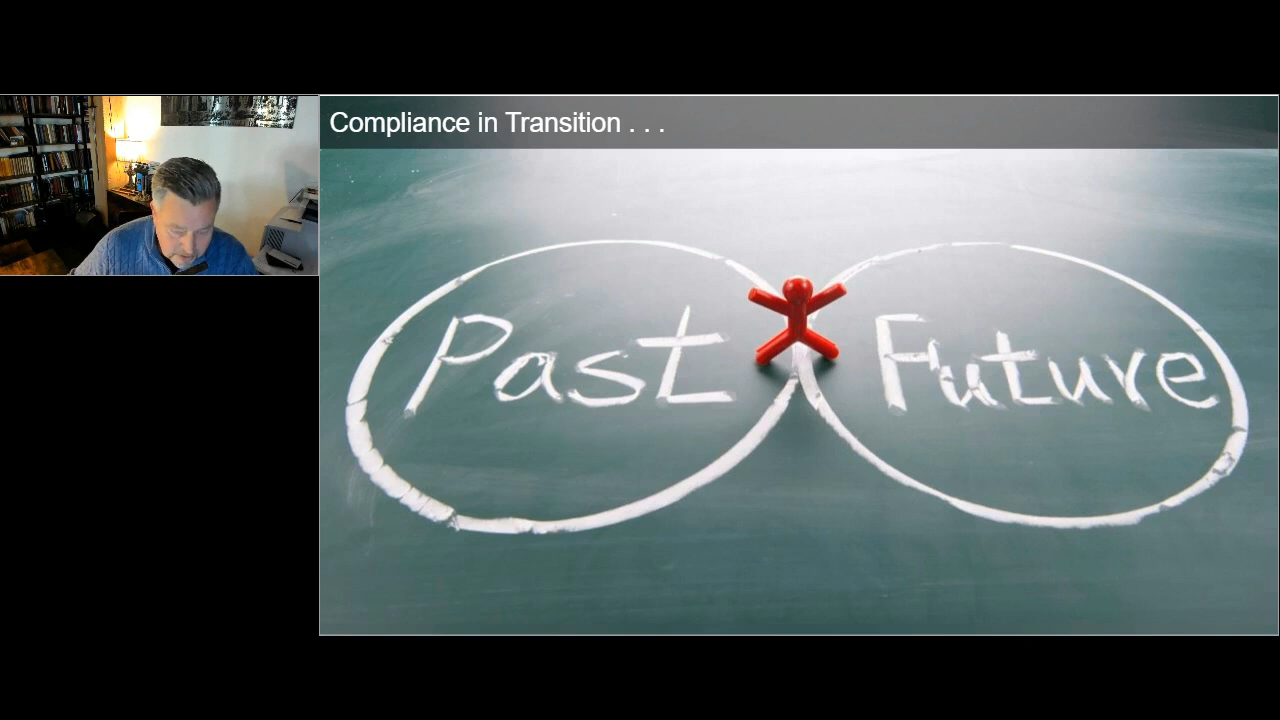 Compliance in Transition . . .
Past Future